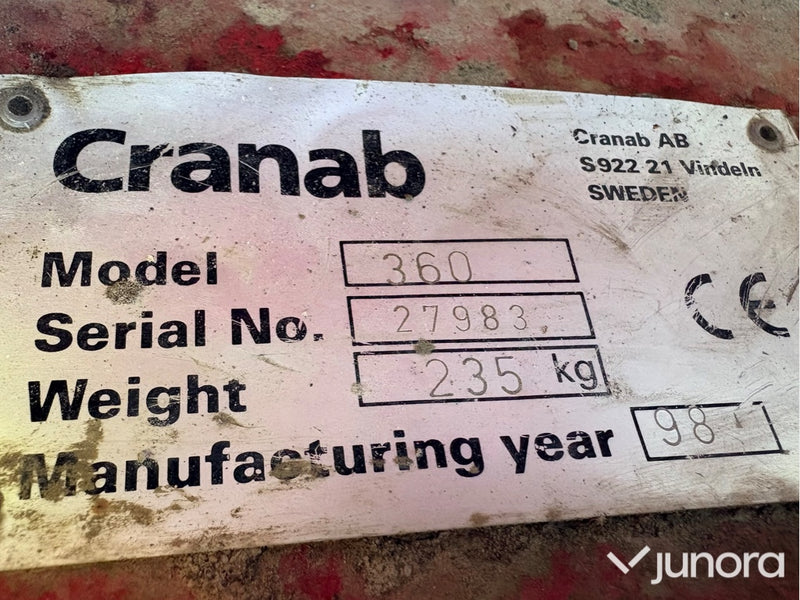 Cranab
Cranab AB
S922 21 Vindeln
SWEDEN
Model 360
Serial No. 27983
Weight 235 kg
CE
Manufacturing year 98
junora